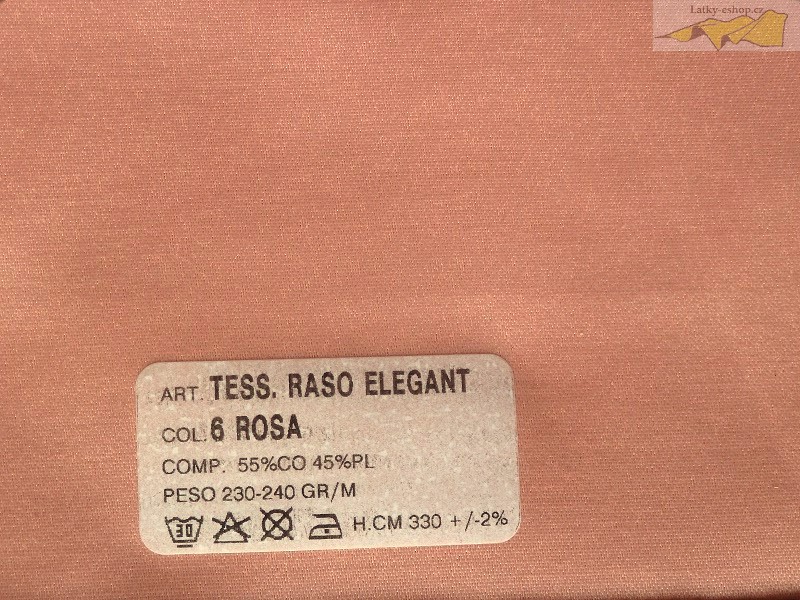 Latky-eshop.cz
ART. TESS. RASO ELEGANT
COL. 6 ROSA
COMP. 55%CO 45%PL
PESO 230-240 GR/M
30 H.CM 330 +/-2%